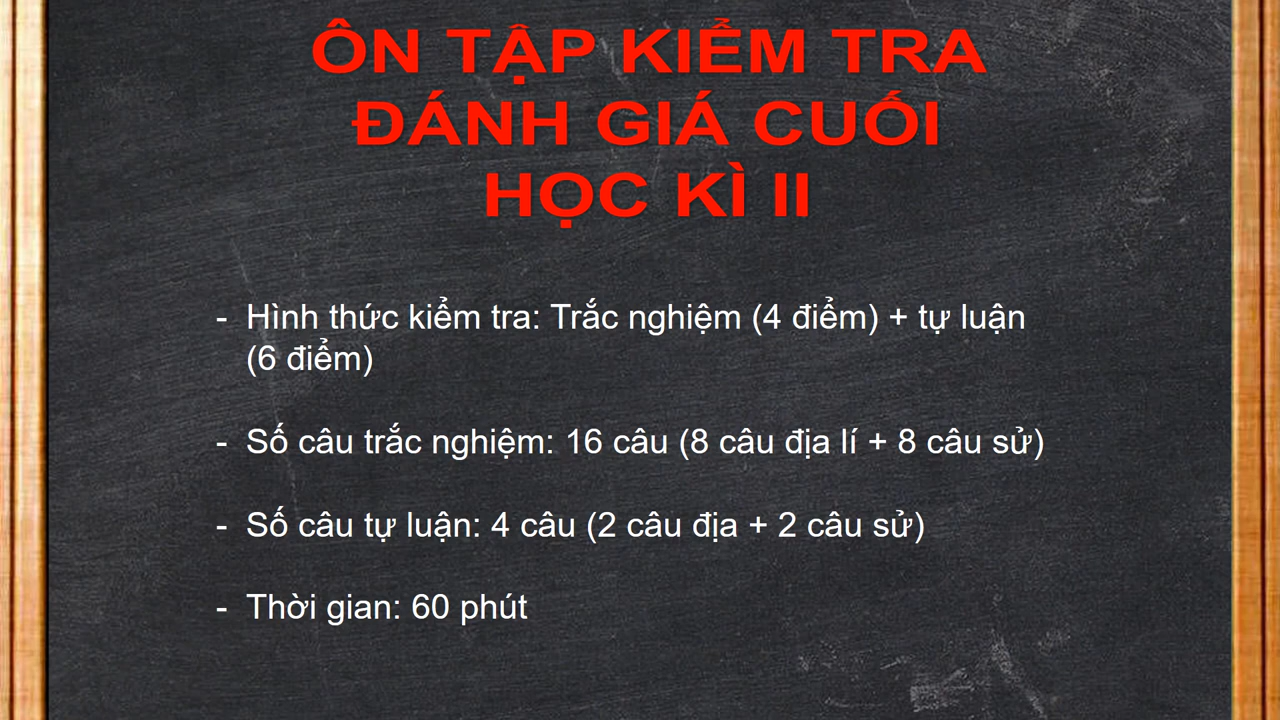 ÔN TẬP KIỂM TRA
ĐÁNH GIÁ CUỐI
HỌC KÌ II
- Hình thức kiểm tra: Trắc nghiệm (4 điểm) + tự luận
(6 điểm)
- Số câu trắc nghiệm: 16 câu (8 câu địa lí + 8 câu sử)
- Số câu tự luận: 4 câu (2 câu địa + 2 câu sử)
- Thời gian: 60 phút